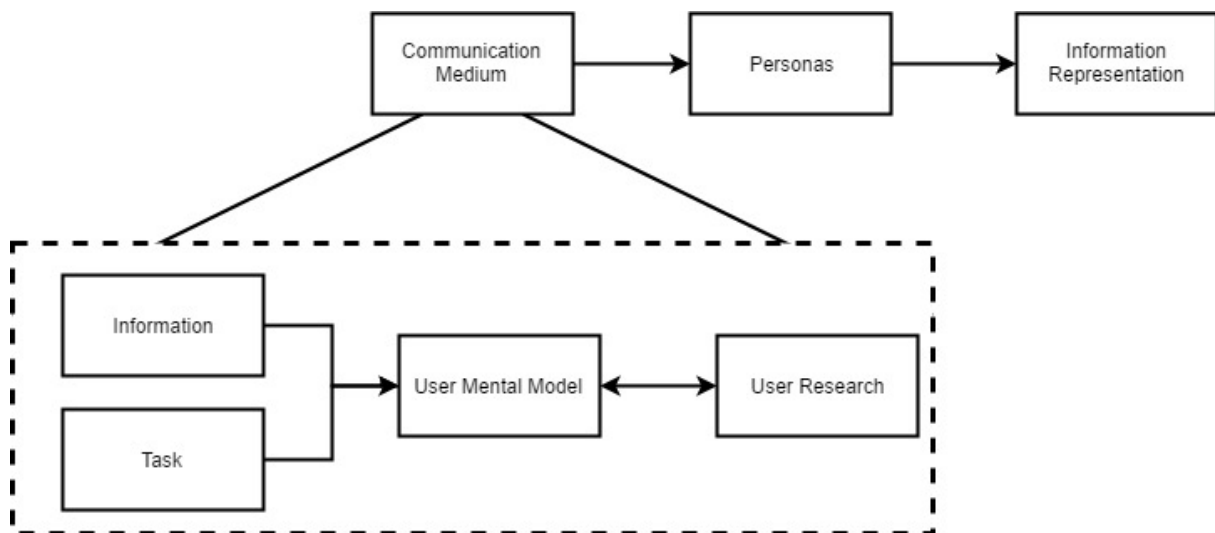 Communication
Medium
Personas
Information
Representation
Information
User Mental Model
User Research
Task